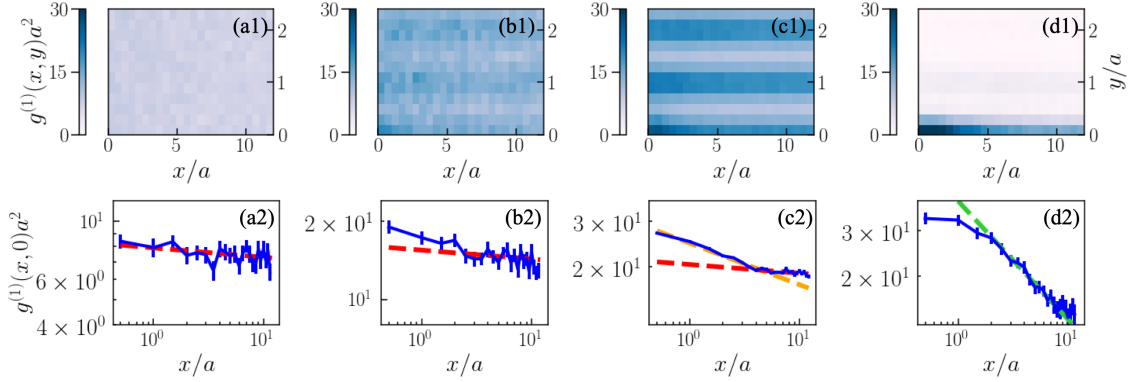 30 (a1) 2 30 (b1) 2 30 (c1) 2 30 (d1) 2
g^{(1)}(x, y)a^2 15 1 15 1 15 1 15 1 y/a
0 0 0 0 0 0 0 0
0 5 10 0 5 10 0 5 10 0 5 10
x/a x/a x/a x/a
10^1 (a2) 2 × 10^1 (b2) 3 × 10^1 (c2) 3 × 10^1 (d2)
g^{(1)}(x, 0)a^2 6 × 10^0 2 × 10^1 2 × 10^1
4 × 10^0 10^1
10^0 10^1 10^0 10^1 10^0 10^1 10^0 10^1
x/a x/a x/a x/a